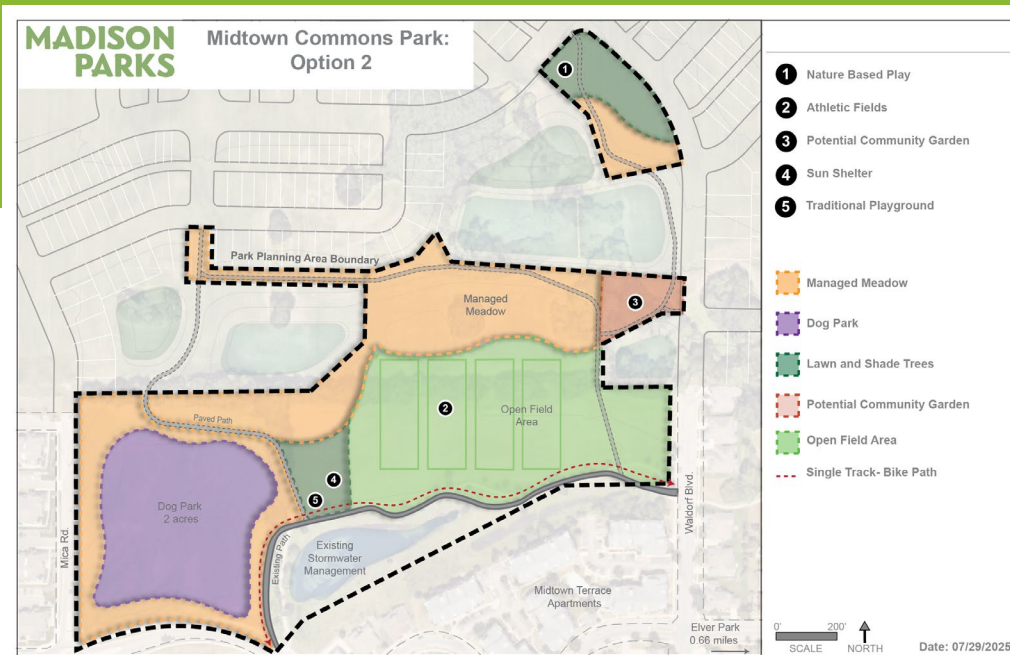 MADISON
PARKS
Midtown Commons Park:
Option 2
1
1 Nature Based Play
2 Athletic Fields
3 Potential Community Garden
4 Sun Shelter
5 Traditional Playground
Park Planning Area Boundary
Managed
Meadow
3
Managed Meadow
Dog Park
Lawn and Shade Trees
Potential Community Garden
Open Field Area
Single Track- Bike Path
Paved Path
2
Open Field
Area
4
5
Dog Park
2 acres
Mica Rd.
Existing Path
Existing
Stormwater
Management
Waldorf Blvd.
Midtown Terrace
Apartments
Elver Park
0.66 miles
0' 200'
SCALE
NORTH
Date: 07/29/2025